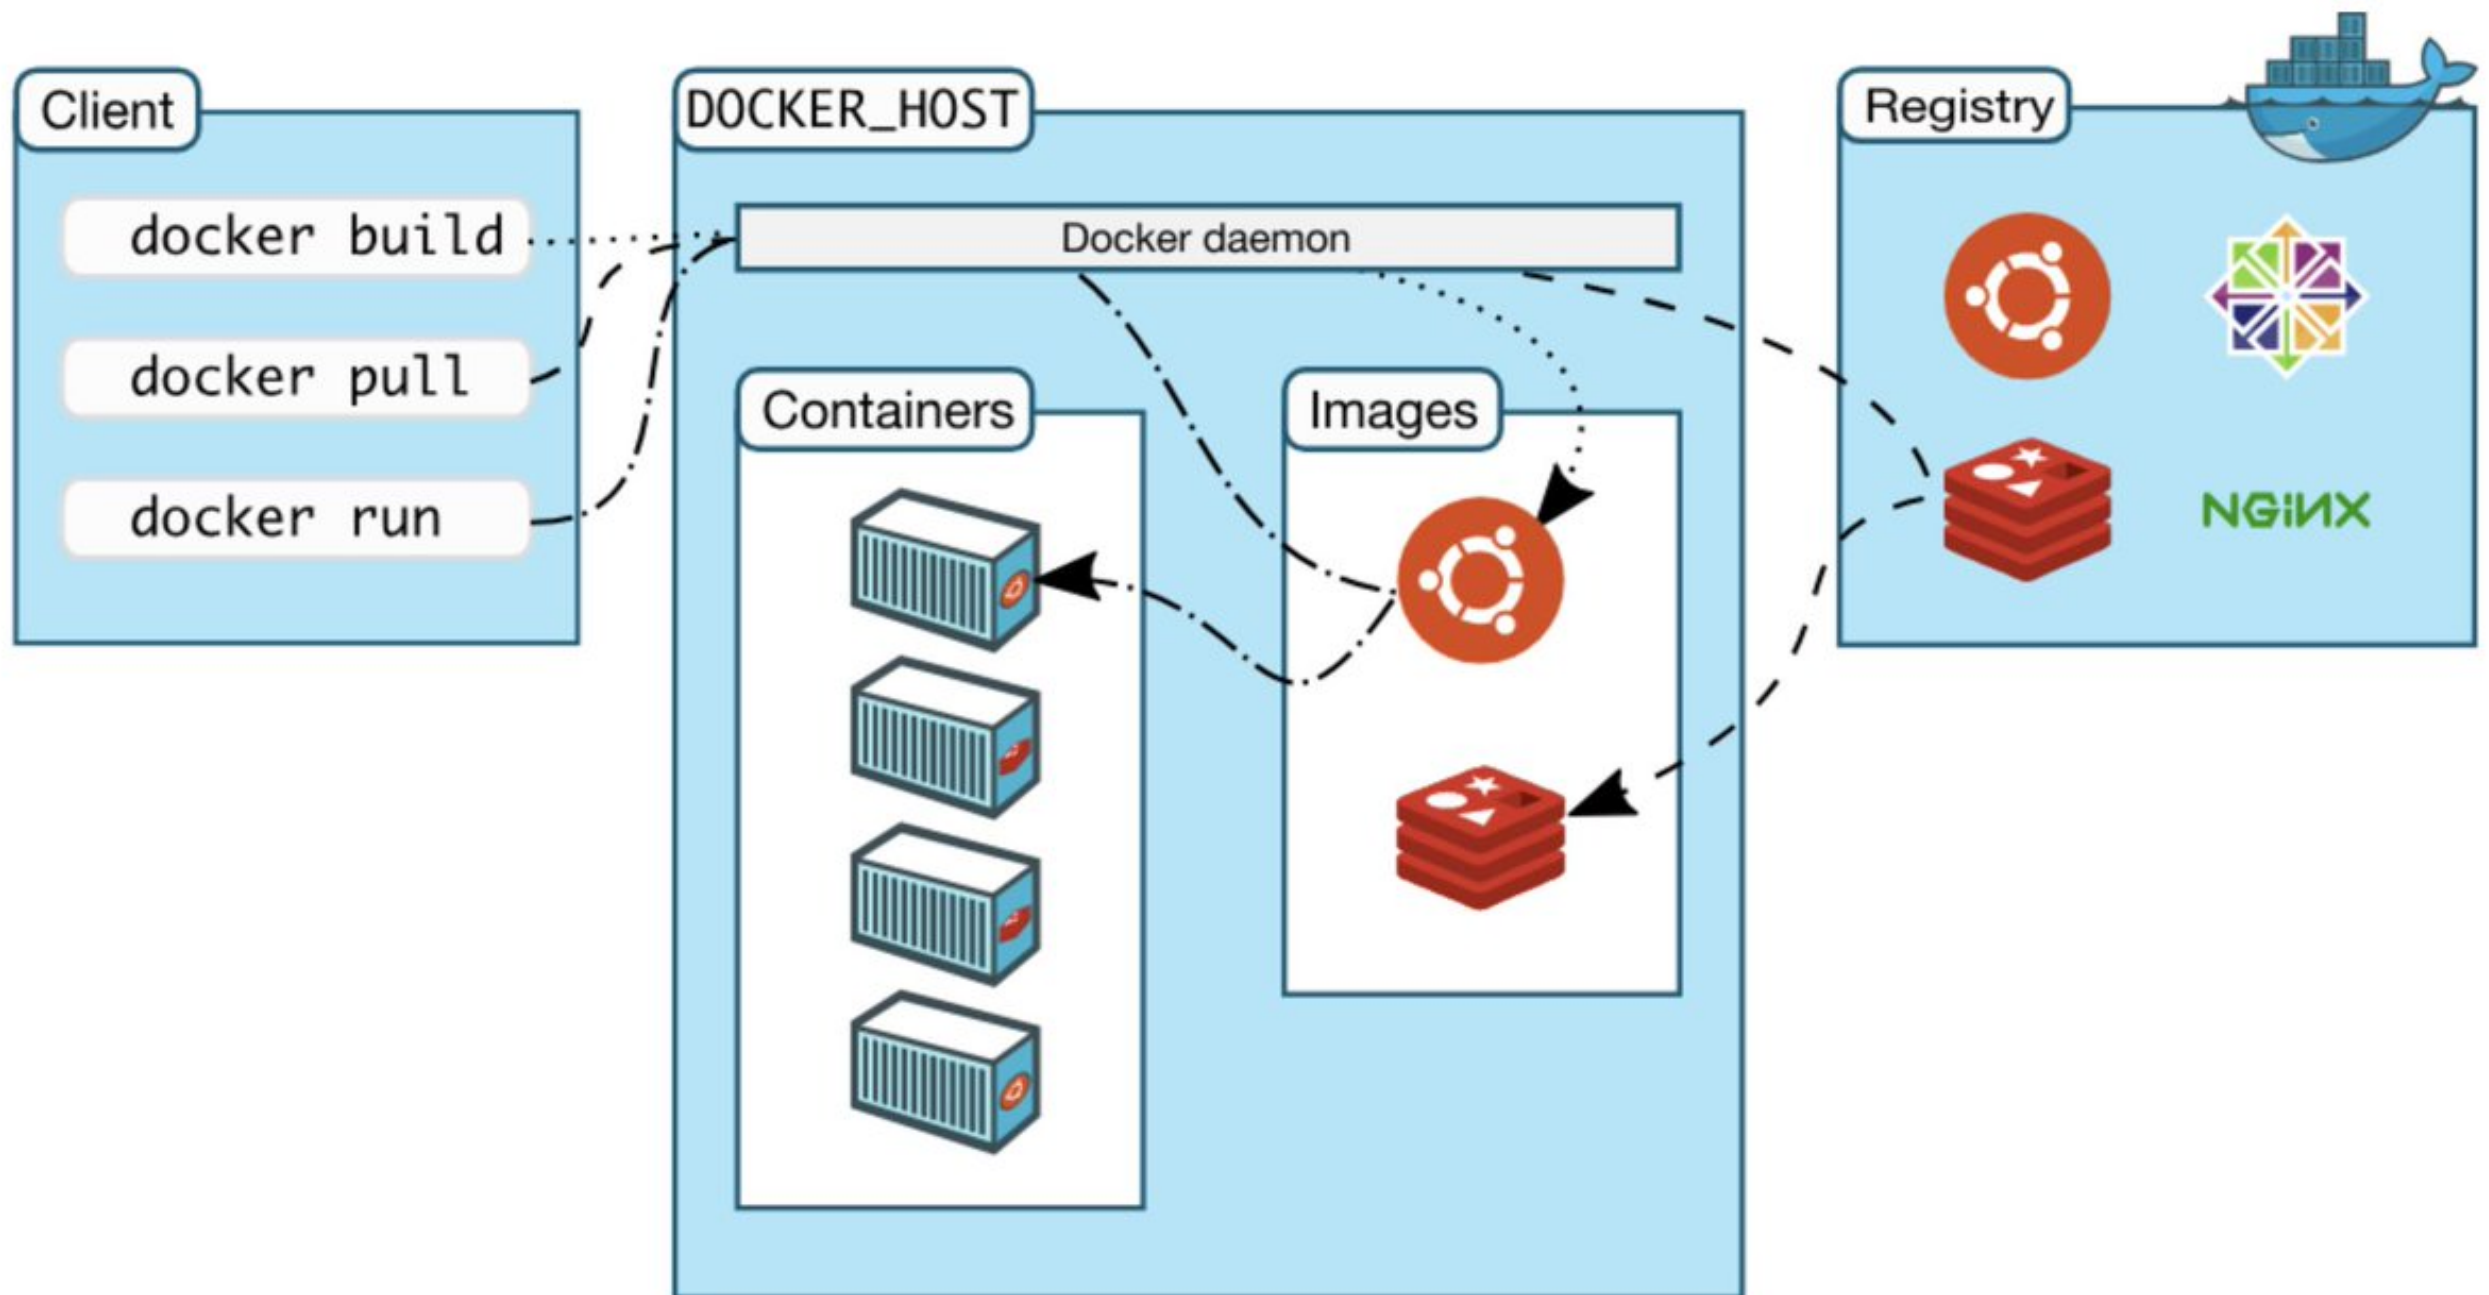 Client
docker build
docker pull
docker run
DOCKER_HOST
Docker daemon
Containers
Images
Registry
NGiNX